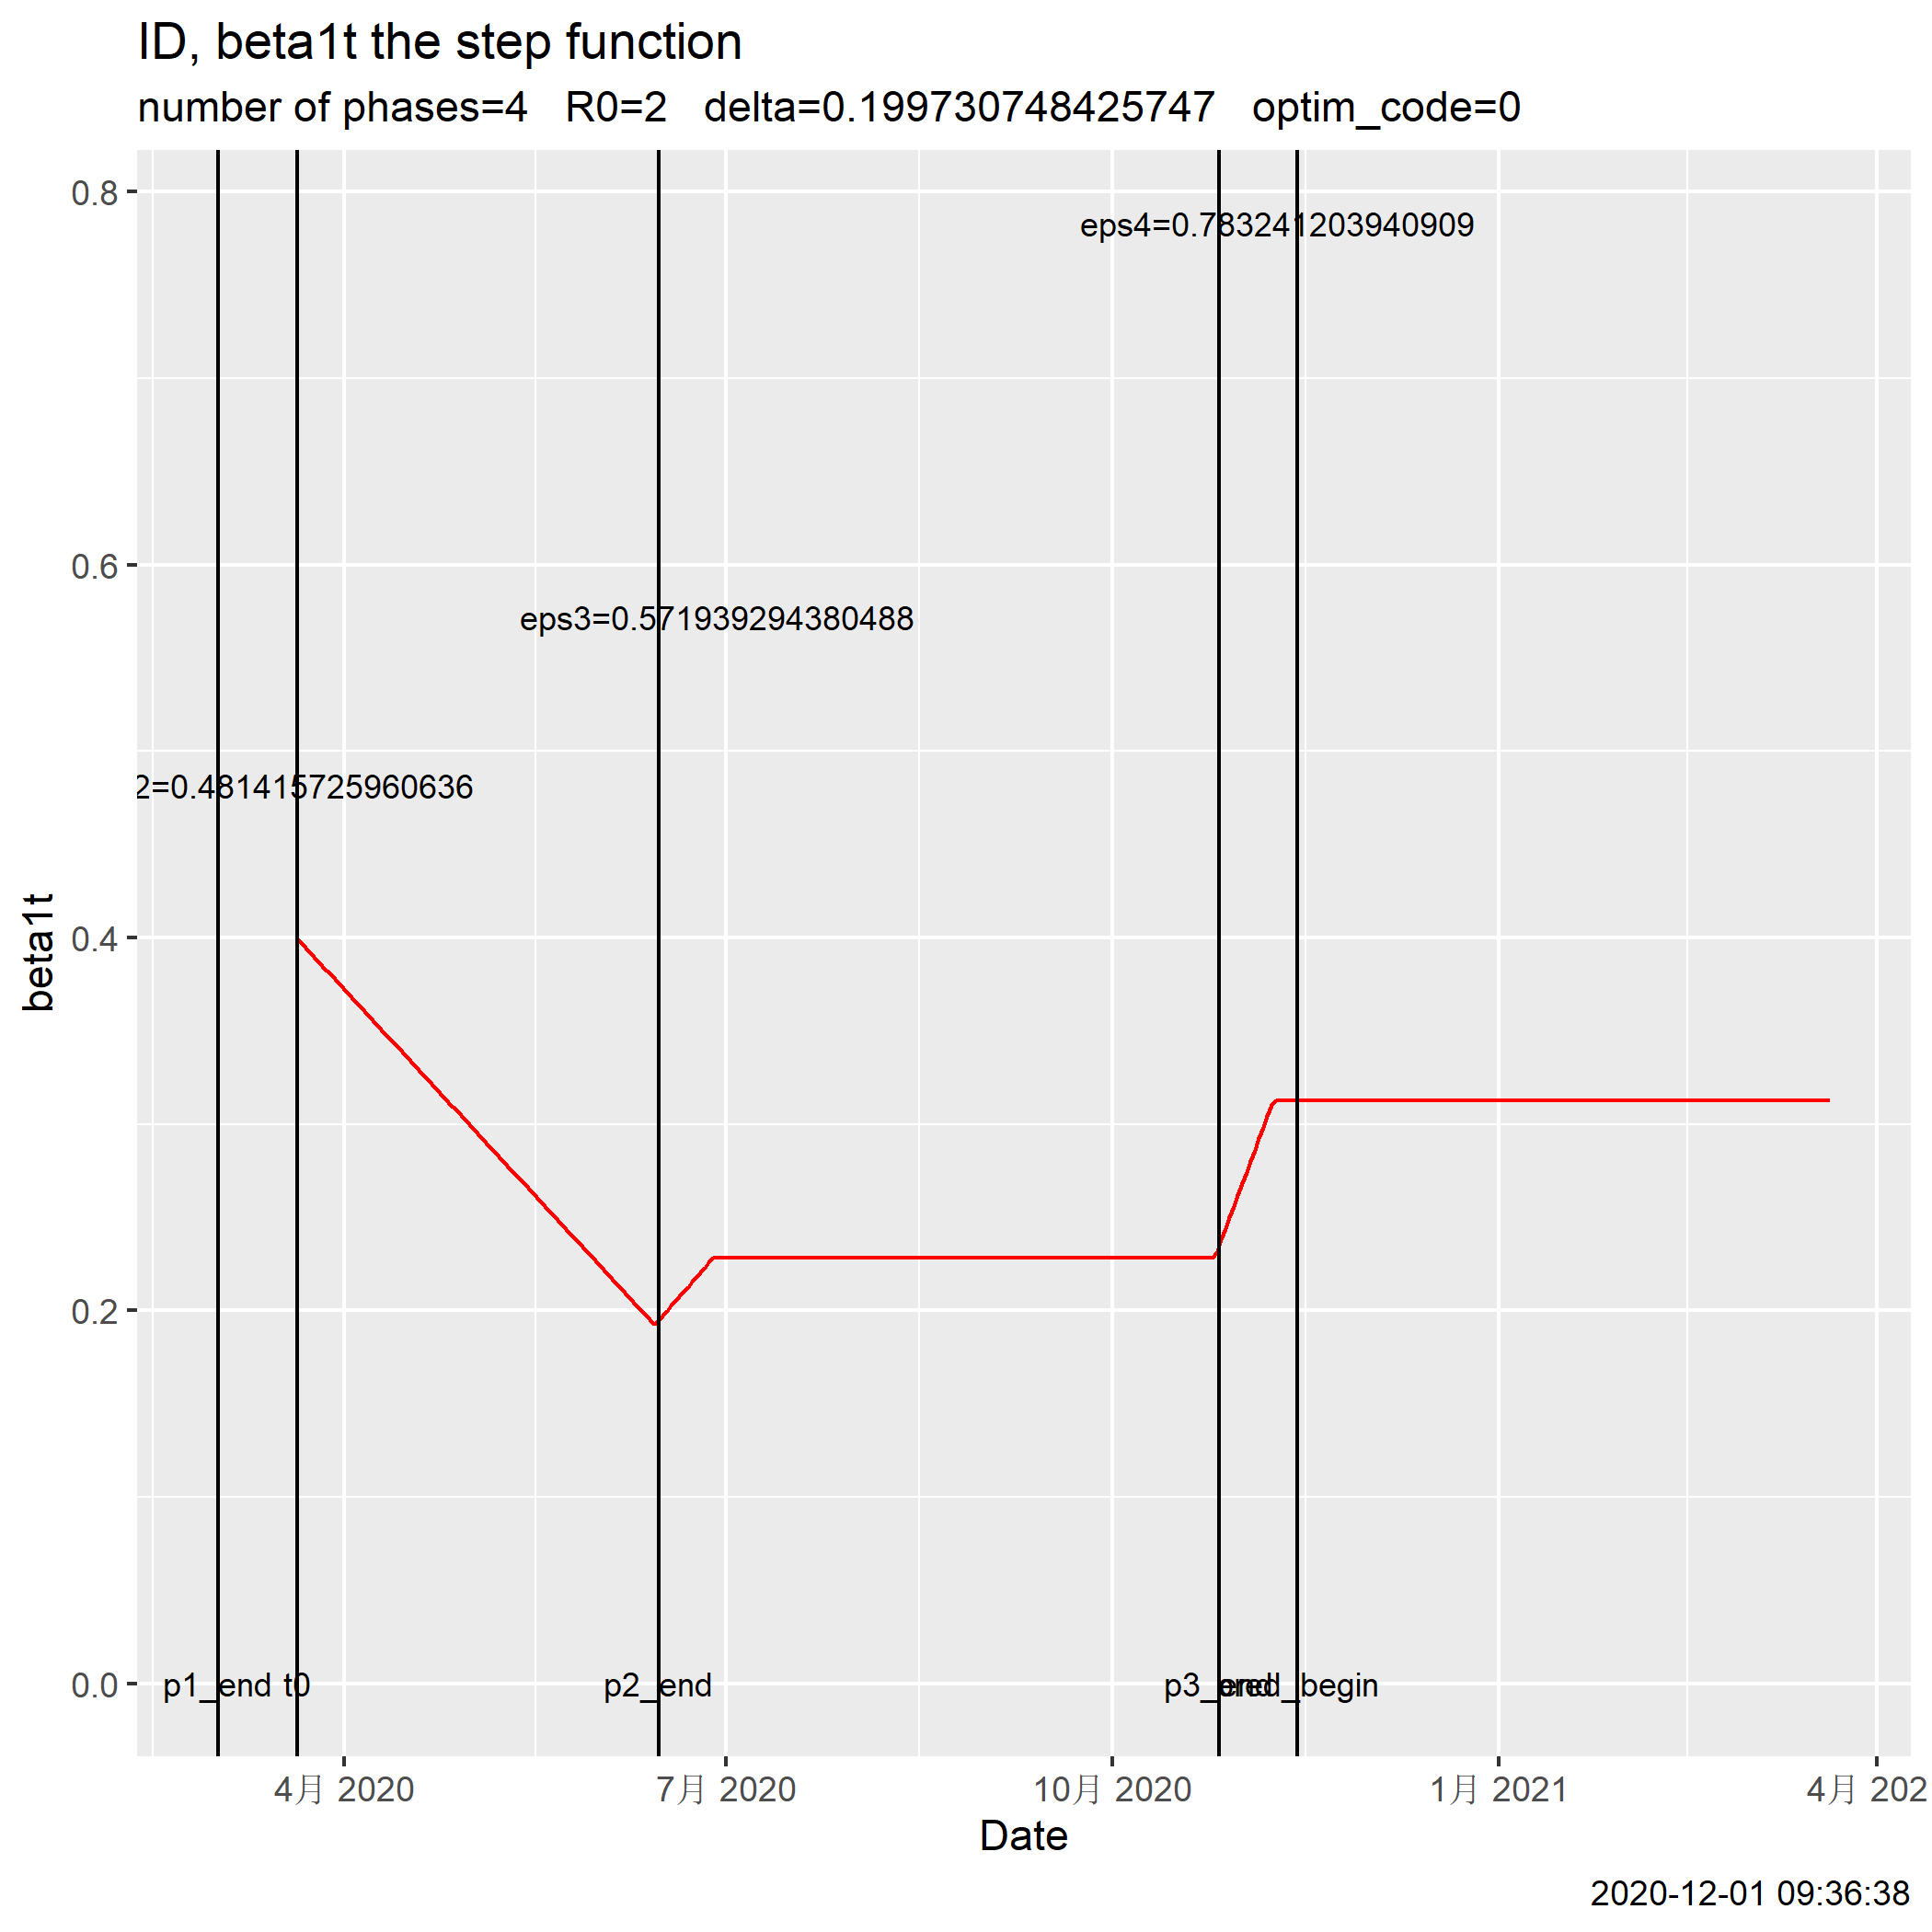 ID, beta1t the step function
number of phases=4 R0=2 delta=0.199730748425747 optim_code=0
0.8
eps4=0.783241203940909
0.6
eps3=0.571939294380488
2=0.481415725960636
0.4
beta1t
0.2
0.0
p1_end t0 p2_end p3_end pred_begin
4月 2020 7月 2020 10月 2020 1月 2021 4月 202
Date
2020-12-01 09:36:38